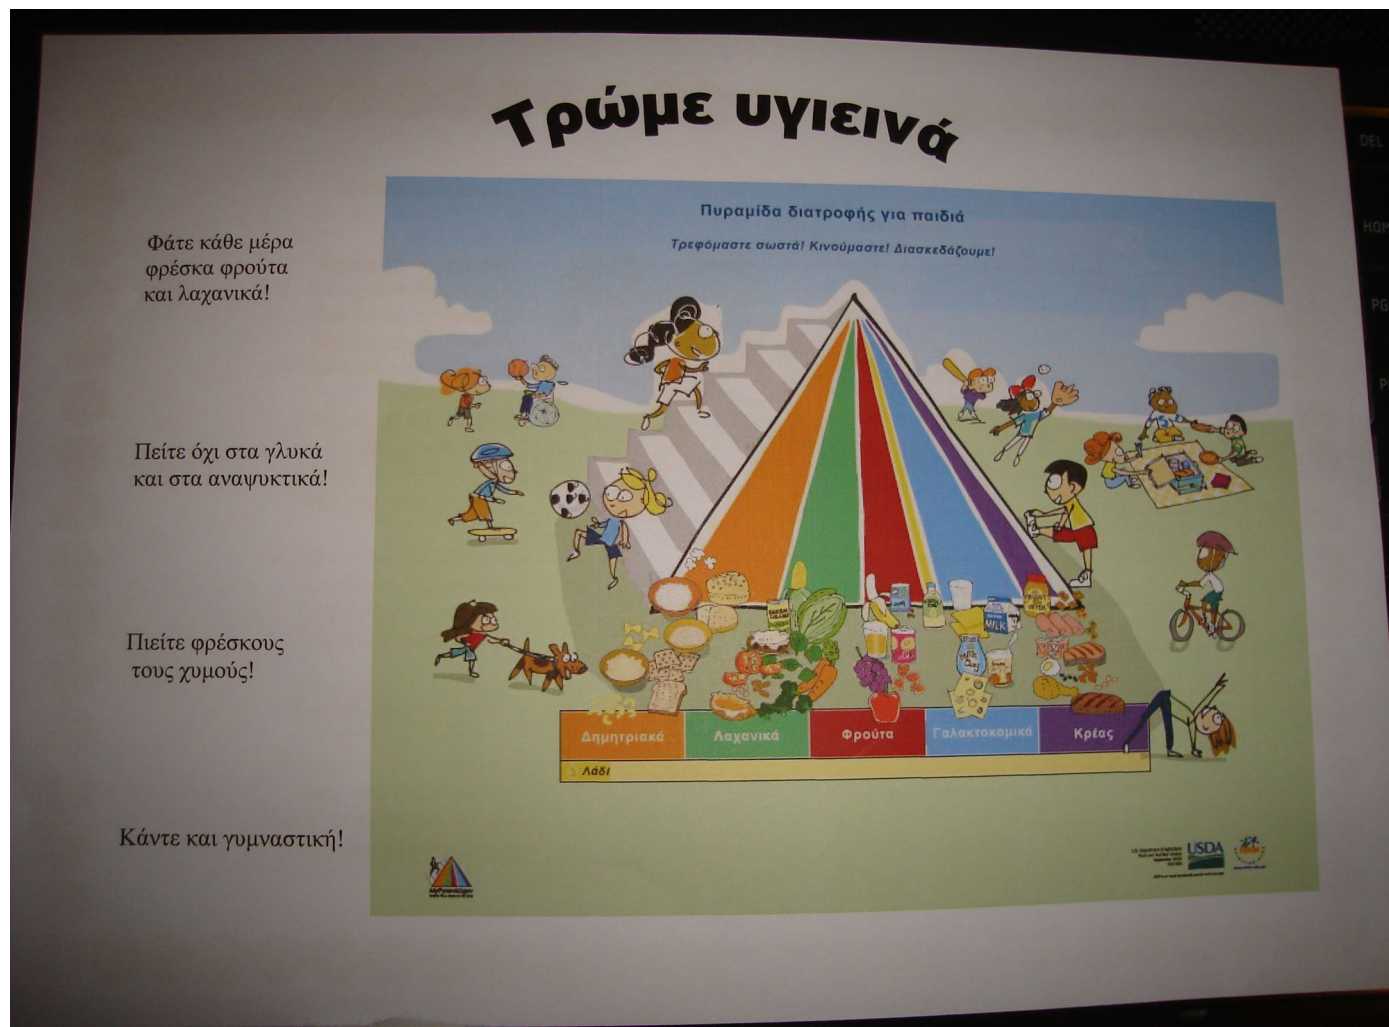 Τρώμε υγιεινά
Πυραμίδα διατροφής για παιδιά
Τρεφόμαστε σωστά! Κινούμαστε! Διασκεδάζουμε!
Φάτε κάθε μέρα
φρέσκα φρούτα
και λαχανικά!
Πείτε όχι στα γλυκά
και στα αναψυκτικά!
Πιείτε φρέσκους
τους χυμούς!
Κάντε και γυμναστική!
MILK
Δημητριακά
Λαχανικά
Φρούτα
Γαλακτοκομικά
Κρέας
Λάδι
USDA
DEL